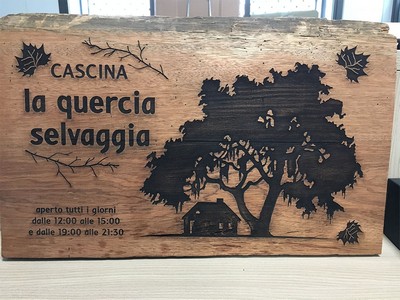 CASCINA
la quercia
selvaggia
aperto tutti i giorni
dalle 12:00 alle 15:00
e dalle 19:00 alle 21:30